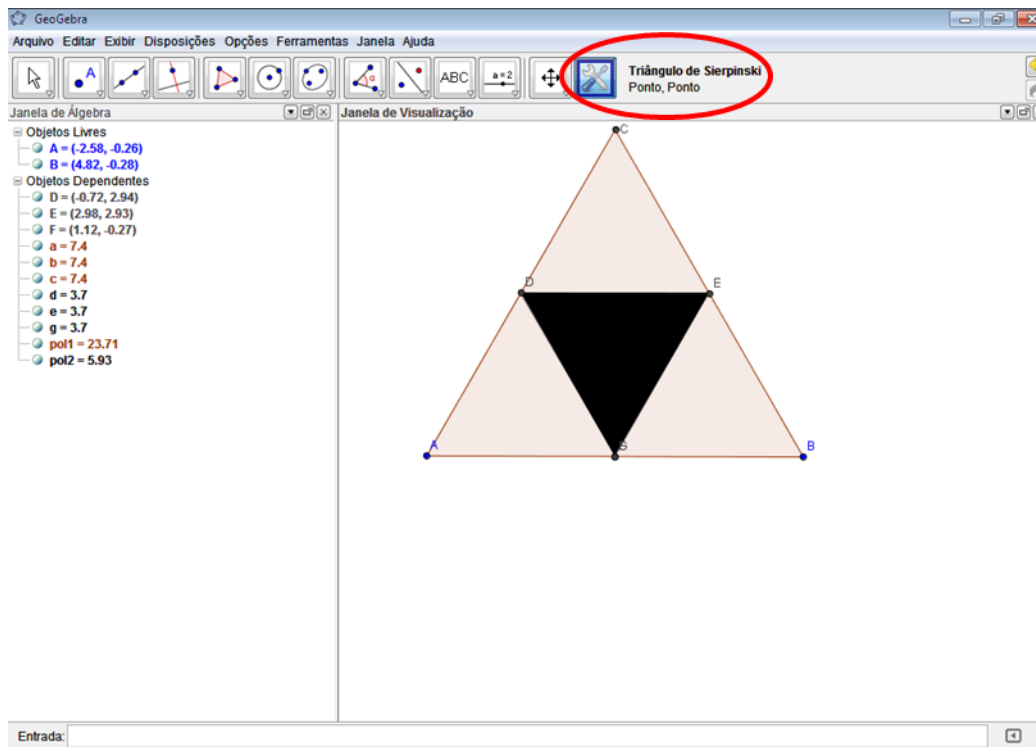 GeoGebra
Arquivo Editar Exibir Disposições Opções Ferramentas Janela Ajuda
A
α
ABC
a=2
Triângulo de Sierpinski
Ponto, Ponto
Janela de Álgebra
Janela de Visualização
Objetos Livres
A = (-2.58, -0.26)
B = (4.82, -0.28)
Objetos Dependentes
D = (-0.72, 2.94)
E = (2.98, 2.93)
F = (1.12, -0.27)
a = 7.4
b = 7.4
c = 7.4
d = 3.7
e = 3.7
g = 3.7
pol1 = 23.71
pol2 = 5.93
C
D
E
A
B
Entrada: